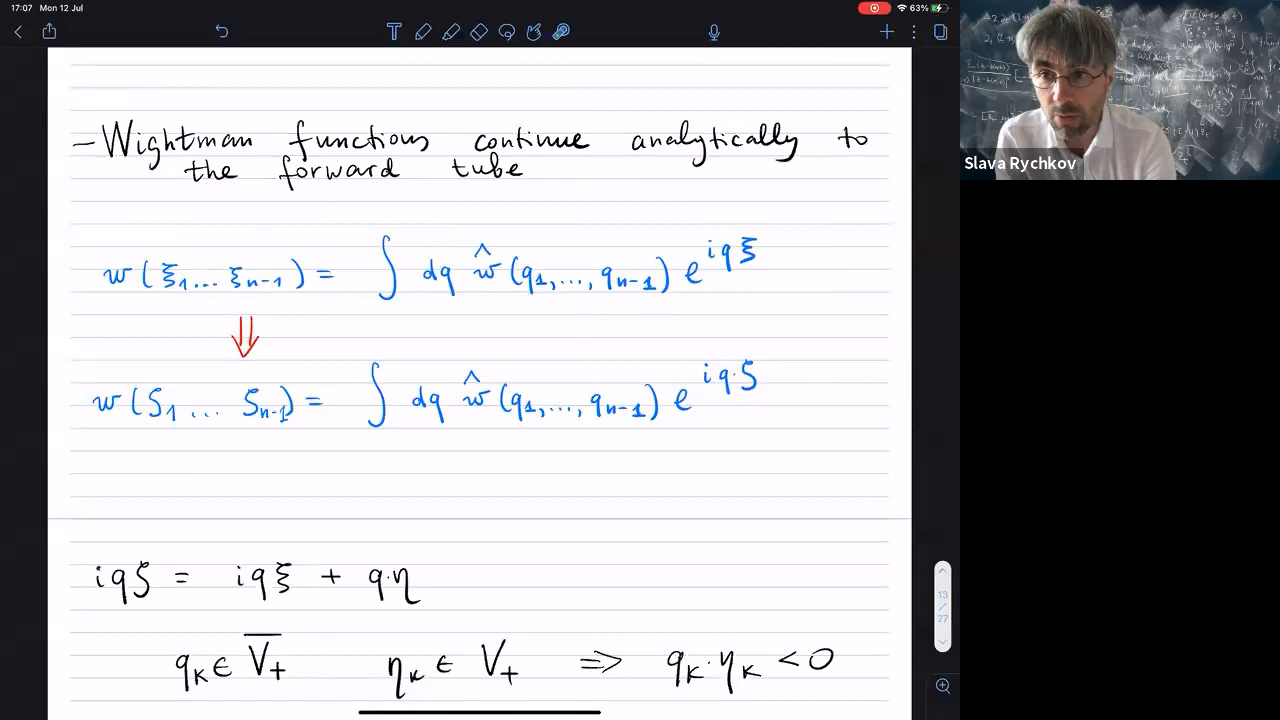 17:07 Mon 12 Jul
63%
– Wightman functions continue analytically to
the forward tube
w(ξ₁...ξₙ₋₁) = ∫ dq ŵ(q₁,...,qₙ₋₁) e^{iqξ}
⇓
w(ζ₁...ζₙ₋₁) = ∫ dq ŵ(q₁,...,qₙ₋₁) e^{iq·ζ}
iqζ = iqξ + q·η
qₖ ∈ V̅₊ ηₖ ∈ V₊ ⇒ qₖ·ηₖ < 0
13
/
27
Slava Rychkov